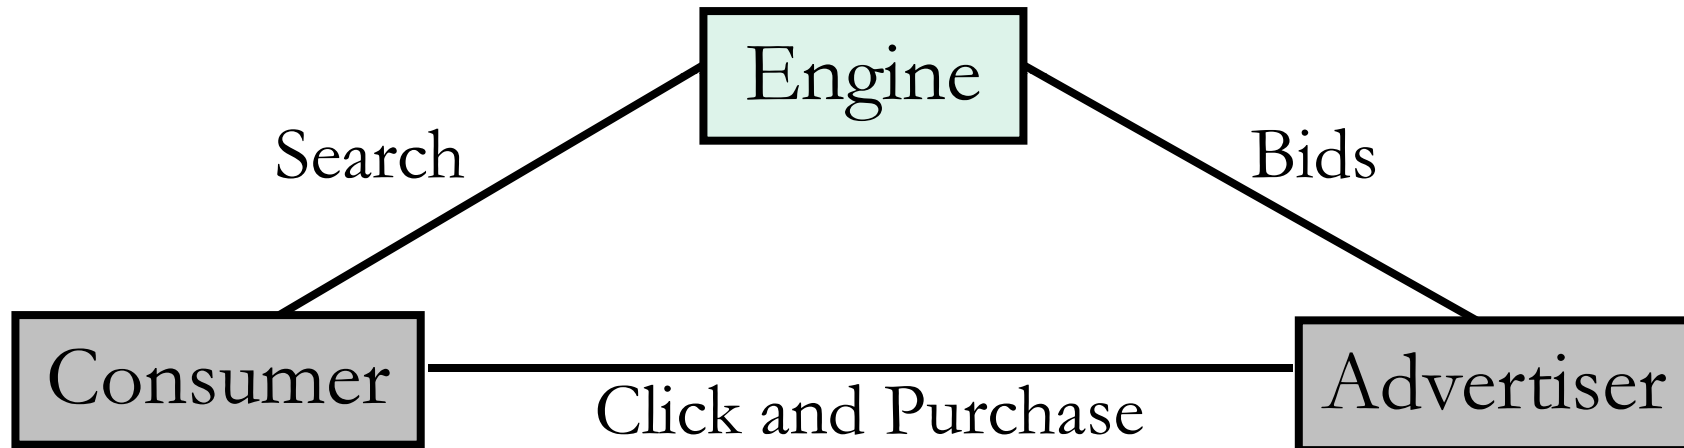 Engine
Search
Bids
Consumer
Click and Purchase
Advertiser